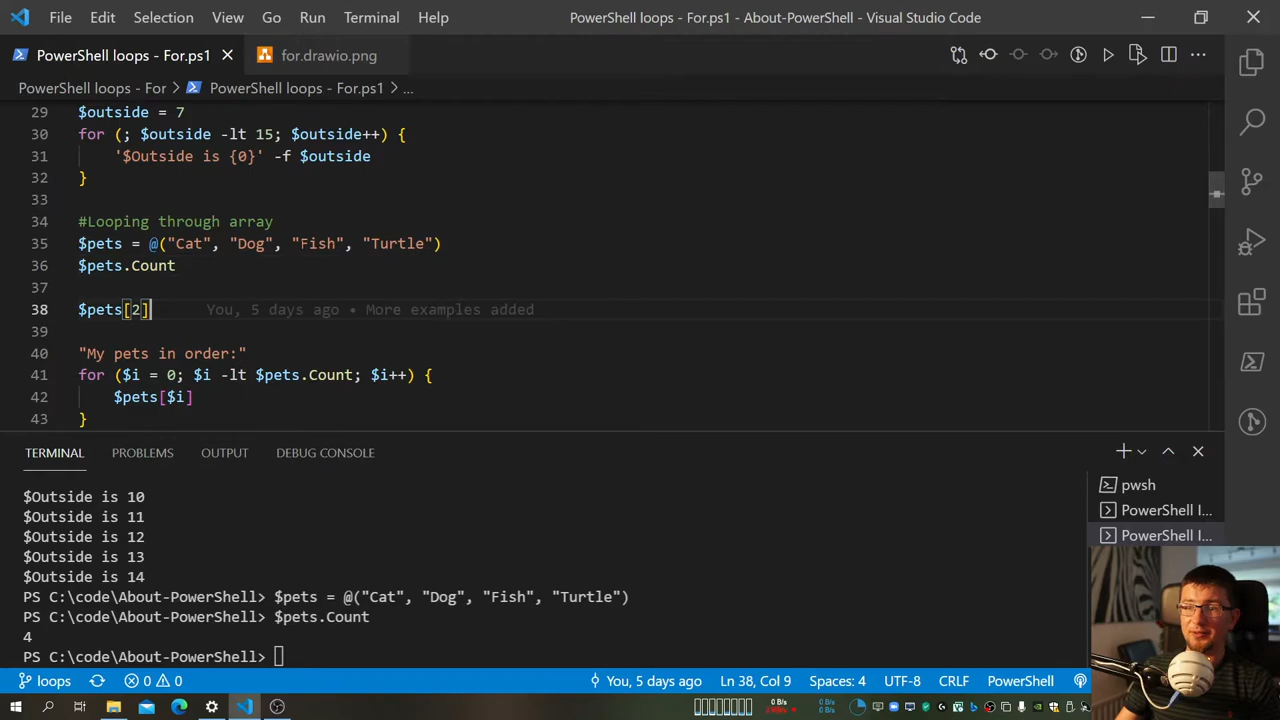 File Edit Selection View Go Run Terminal Help
PowerShell loops - For.ps1 - About-PowerShell - Visual Studio Code
PowerShell loops - For.ps1
for.drawio.png
PowerShell loops - For > PowerShell loops - For.ps1 > ...
29 $outside = 7
30 for (; $outside -lt 15; $outside++) {
31 '$Outside is {0}' -f $outside
32 }
33
34 #Looping through array
35 $pets = @("Cat", "Dog", "Fish", "Turtle")
36 $pets.Count
37
38 $pets[2] You, 5 days ago • More examples added
39
40 "My pets in order:"
41 for ($i = 0; $i -lt $pets.Count; $i++) {
42 $pets[$i]
43 }
TERMINAL PROBLEMS OUTPUT DEBUG CONSOLE
$Outside is 10
$Outside is 11
$Outside is 12
$Outside is 13
$Outside is 14
PS C:\code\About-PowerShell> $pets = @("Cat", "Dog", "Fish", "Turtle")
PS C:\code\About-PowerShell> $pets.Count
4
PS C:\code\About-PowerShell>
pwsh
PowerShell l...
PowerShell l...
loops 0 0 You, 5 days ago Ln 38, Col 9 Spaces: 4 UTF-8 CRLF PowerShell
0 B/s
0 B/s